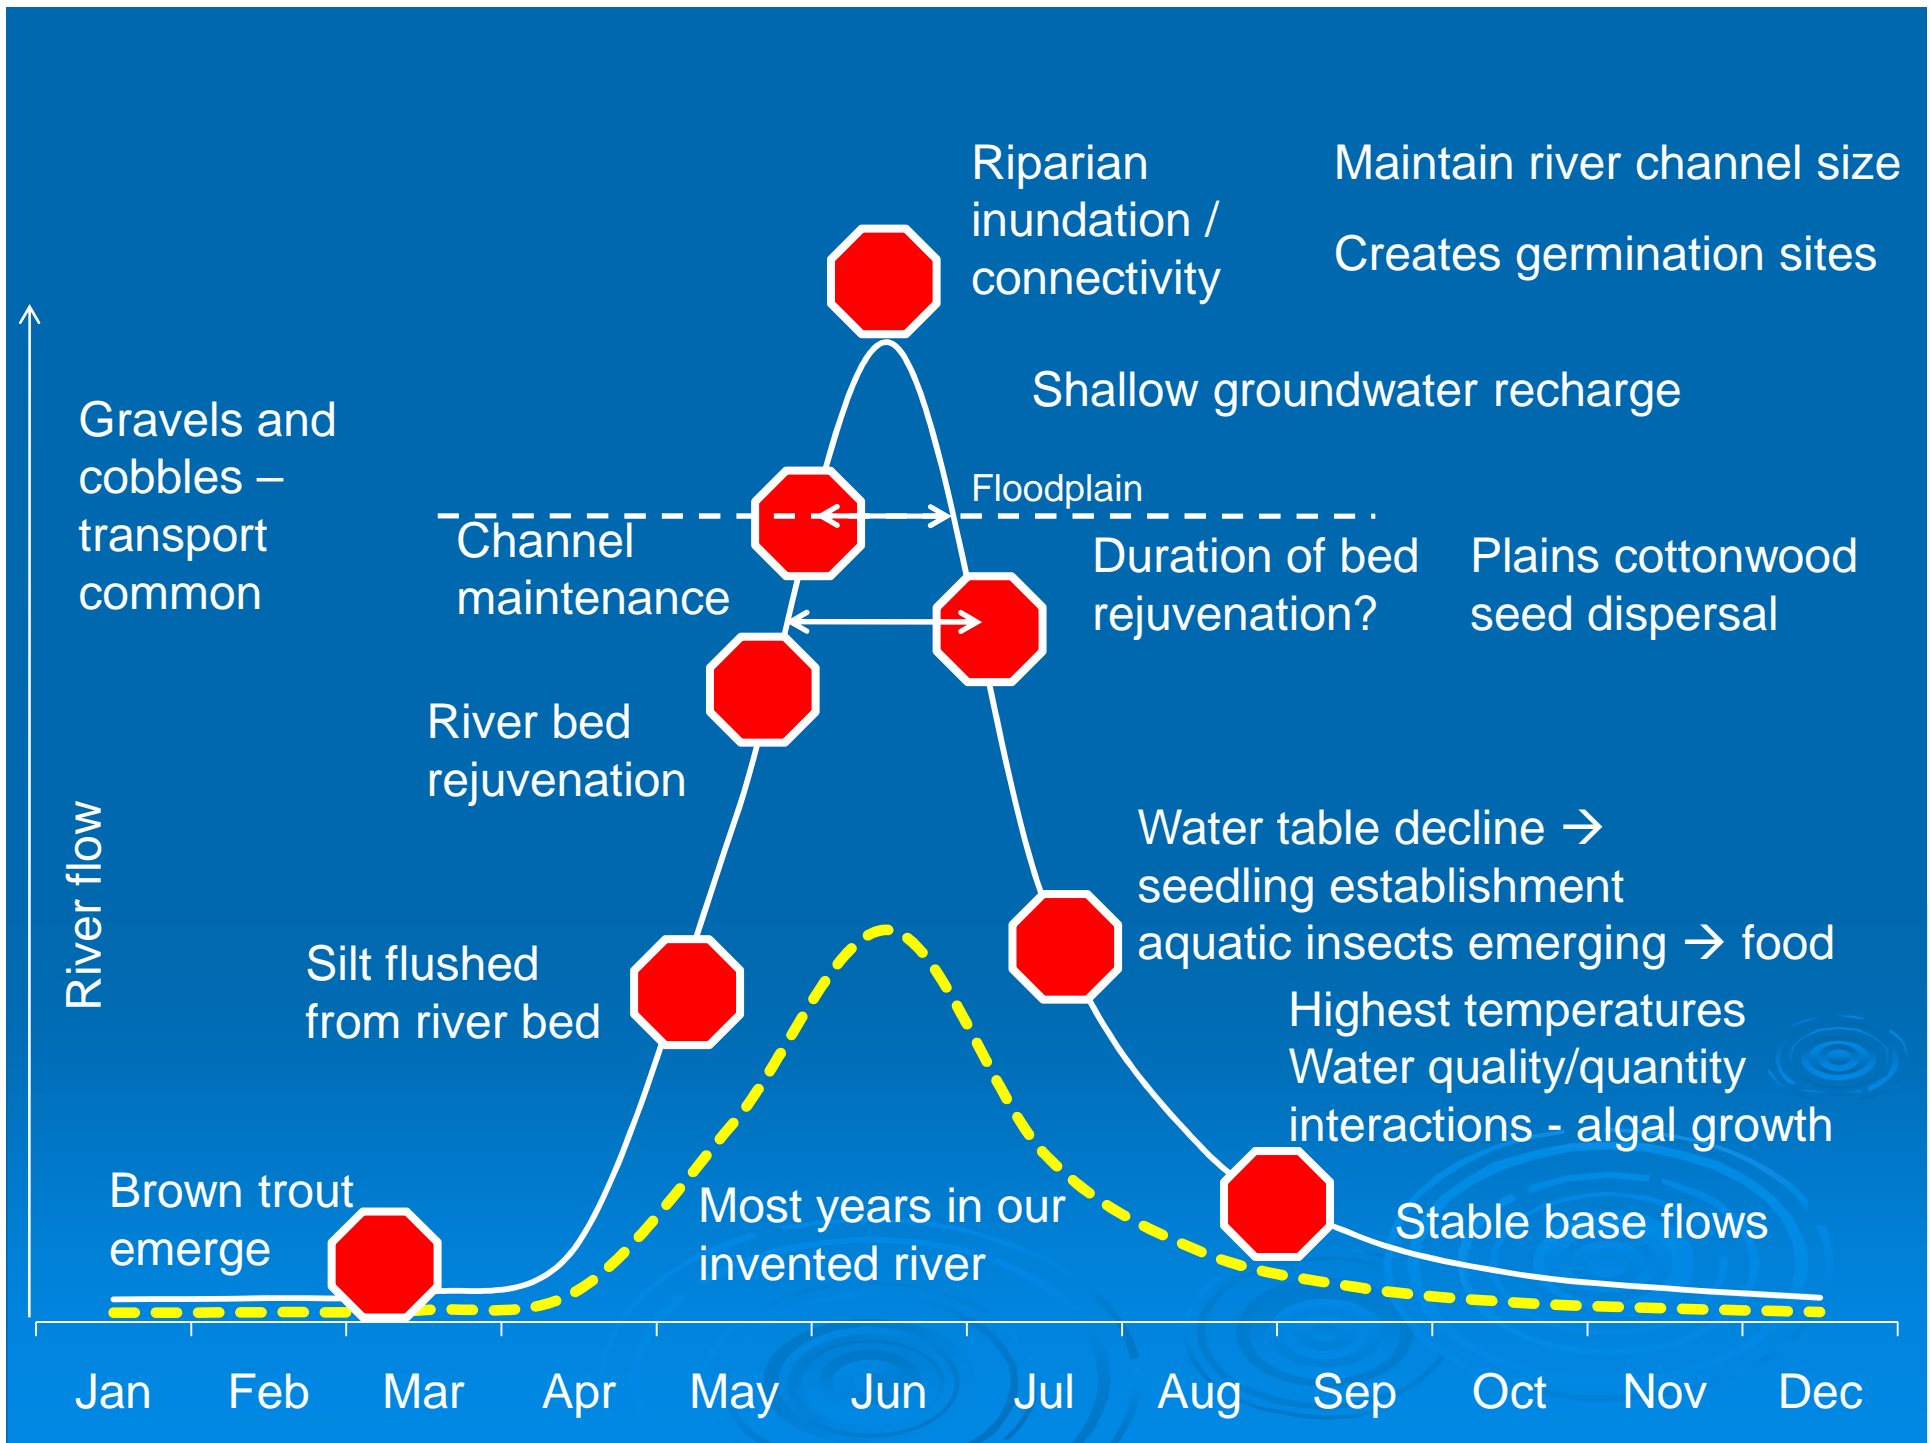 Riparian
inundation /
connectivity
Maintain river channel size
Creates germination sites
Shallow groundwater recharge
Gravels and
cobbles –
transport
common
Floodplain
Channel
maintenance
Duration of bed
rejuvenation?
Plains cottonwood
seed dispersal
River bed
rejuvenation
River flow
Water table decline →
seedling establishment
aquatic insects emerging → food
Silt flushed
from river bed
Highest temperatures
Water quality/quantity
interactions - algal growth
Brown trout
emerge
Most years in our
invented river
Stable base flows
Jan Feb Mar Apr May Jun Jul Aug Sep Oct Nov Dec